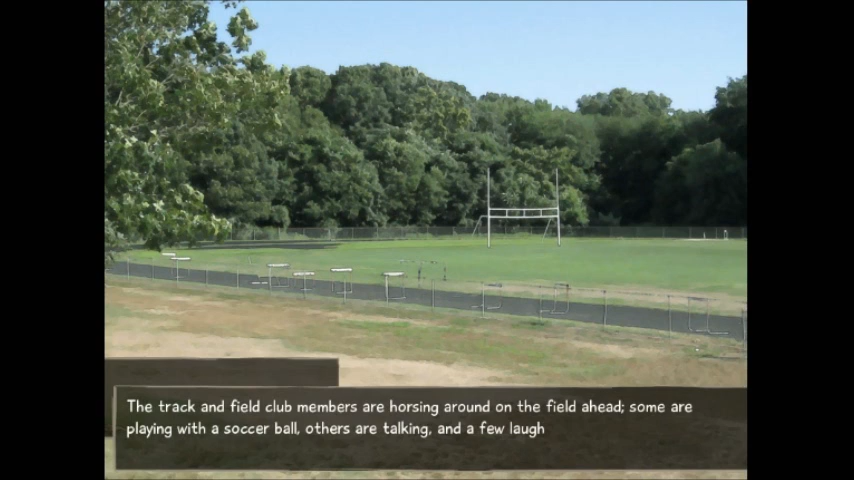 The track and field club members are horsing around on the field ahead; some are
playing with a soccer ball, others are talking, and a few laugh